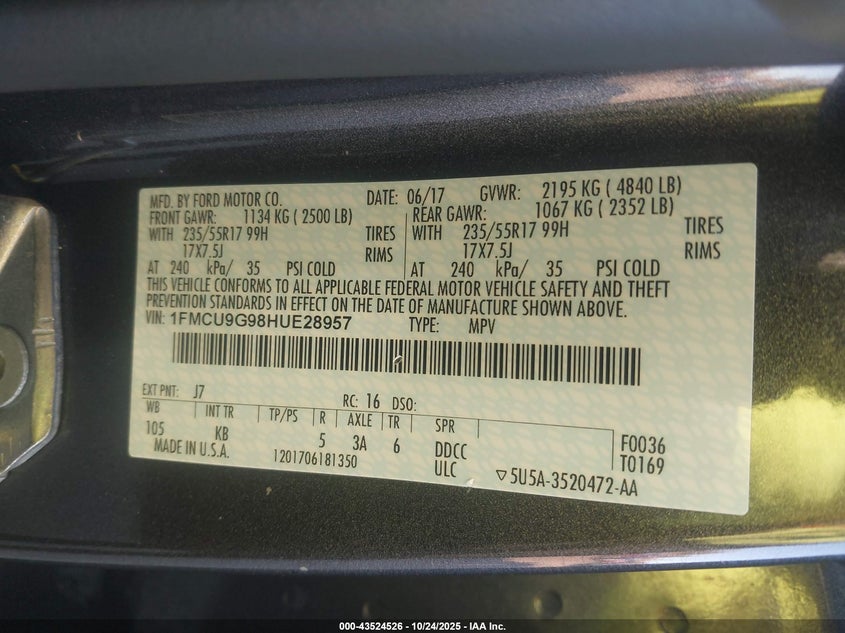 MFD. BY FORD MOTOR CO. DATE: 06/17 GVWR: 2195 KG ( 4840 LB)
FRONT GAWR: 1134 KG ( 2500 LB) REAR GAWR: 1067 KG ( 2352 LB)
WITH 235/55R17 99H TIRES WITH 235/55R17 99H TIRES
17X7.5J RIMS 17X7.5J RIMS
AT 240 kPa/ 35 PSI COLD AT 240 kPa/ 35 PSI COLD
THIS VEHICLE CONFORMS TO ALL APPLICABLE FEDERAL MOTOR VEHICLE SAFETY AND THEFT
PREVENTION STANDARDS IN EFFECT ON THE DATE OF MANUFACTURE SHOWN ABOVE.
VIN: 1FMCU9G98HUE28957 TYPE: MPV
EXT PNT: J7 RC: 16 DSO:
WB INT TR TP/PS R AXLE TR SPR
105 KB 5 3A 6 DDCC F0036
MADE IN U.S.A. 1201706181350 ULC T0169
▽5U5A-3520472-AA
000-43524526 - 10/24/2025 - IAA Inc.